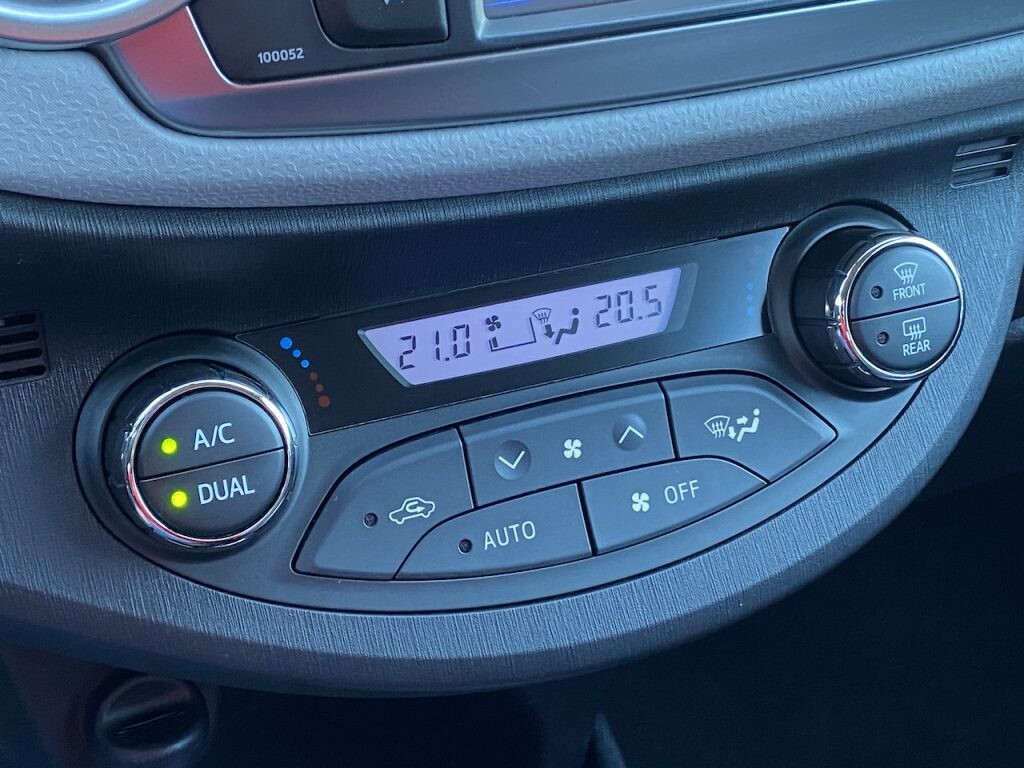 100052
21.0
20.5
FRONT
REAR
A/C
DUAL
AUTO
OFF